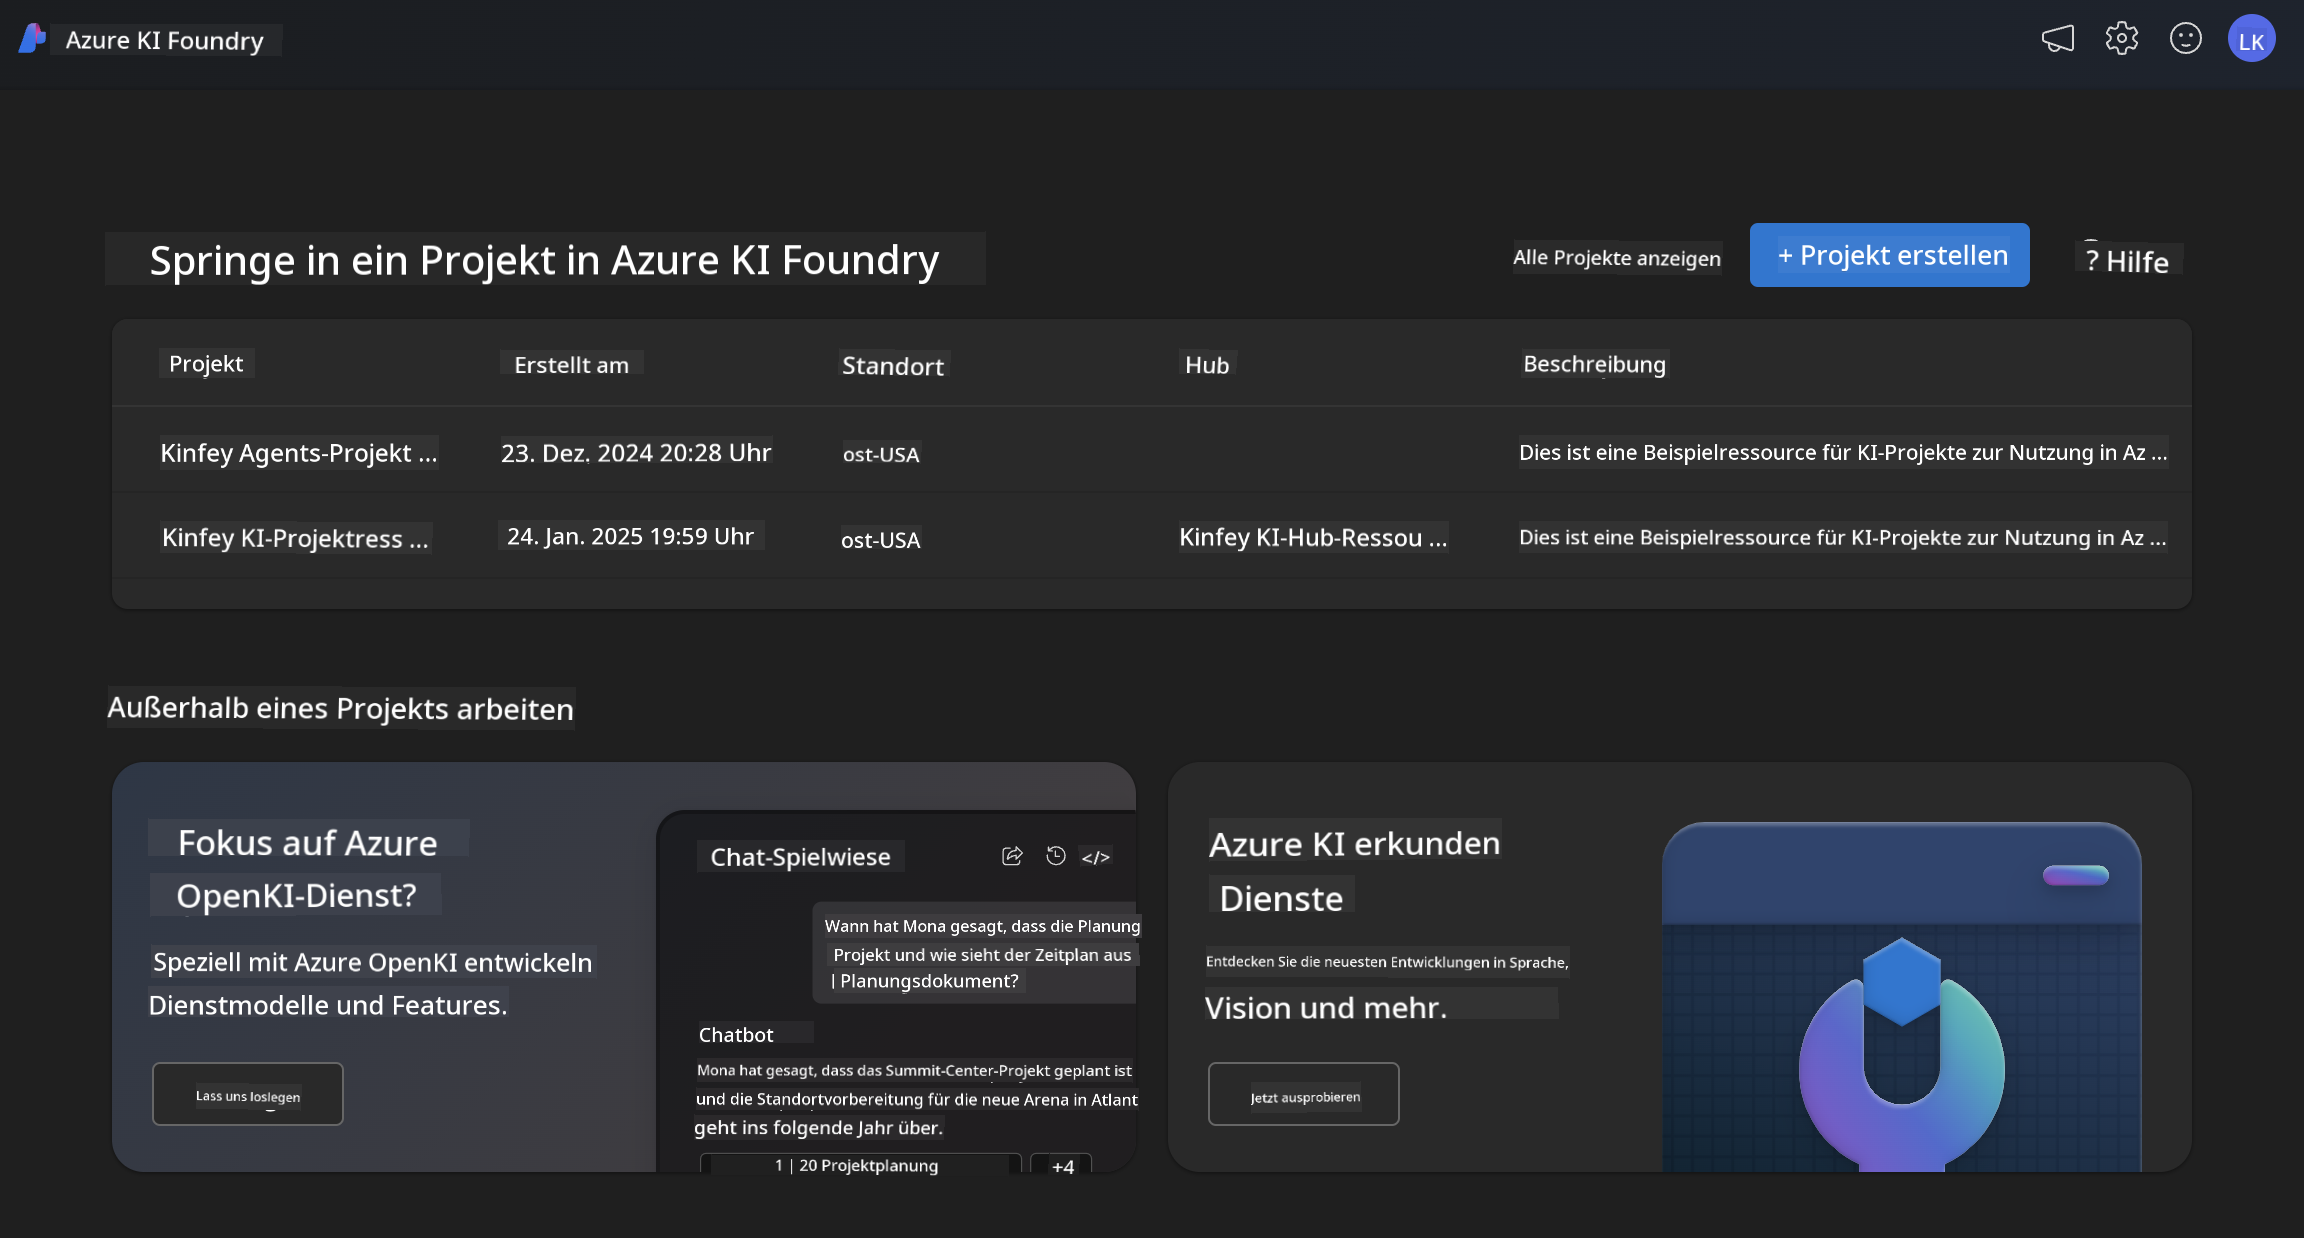 Azure KI Foundry
LK
Springe in ein Projekt in Azure KI Foundry
Alle Projekte anzeigen
+ Projekt erstellen
? Hilfe
Projekt
Erstellt am
Standort
Hub
Beschreibung
Kinfey Agents-Projekt ...
23. Dez. 2024 20:28 Uhr
ost-USA
Dies ist eine Beispielressource für KI-Projekte zur Nutzung in Az ...
Kinfey KI-Projektress ...
24. Jan. 2025 19:59 Uhr
ost-USA
Kinfey KI-Hub-Ressou ...
Dies ist eine Beispielressource für KI-Projekte zur Nutzung in Az ...
Außerhalb eines Projekts arbeiten
Fokus auf Azure
OpenKI-Dienst?
Speziell mit Azure OpenKI entwickeln
Dienstmodelle und Features.
Lass uns loslegen
Chat-Spielwiese
</>
Wann hat Mona gesagt, dass die Planung
Projekt und wie sieht der Zeitplan aus
| Planungsdokument?
Chatbot
Mona hat gesagt, dass das Summit-Center-Projekt geplant ist
und die Standortvorbereitung für die neue Arena in Atlant
geht ins folgende Jahr über.
1 | 20 Projektplanung
+4
Azure KI erkunden
Dienste
Entdecken Sie die neuesten Entwicklungen in Sprache,
Vision und mehr.
Jetzt ausprobieren